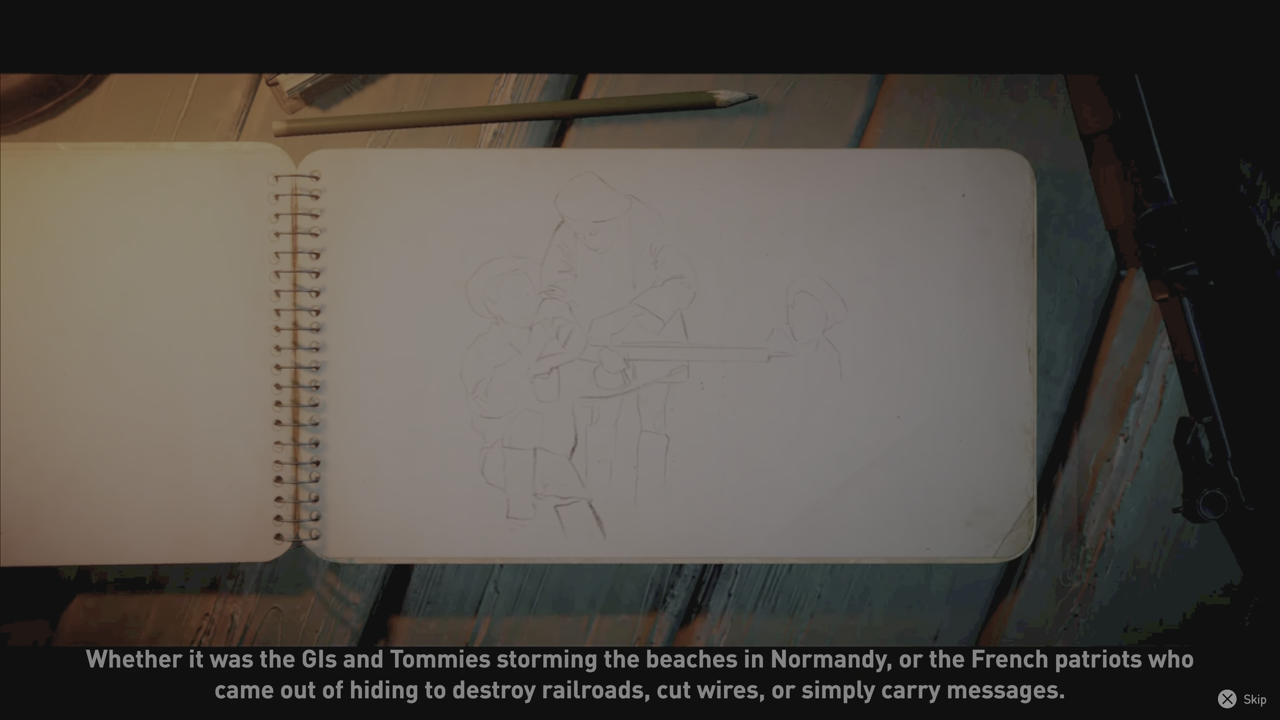 Whether it was the GIs and Tommies storming the beaches in Normandy, or the French patriots who
came out of hiding to destroy railroads, cut wires, or simply carry messages.
Skip